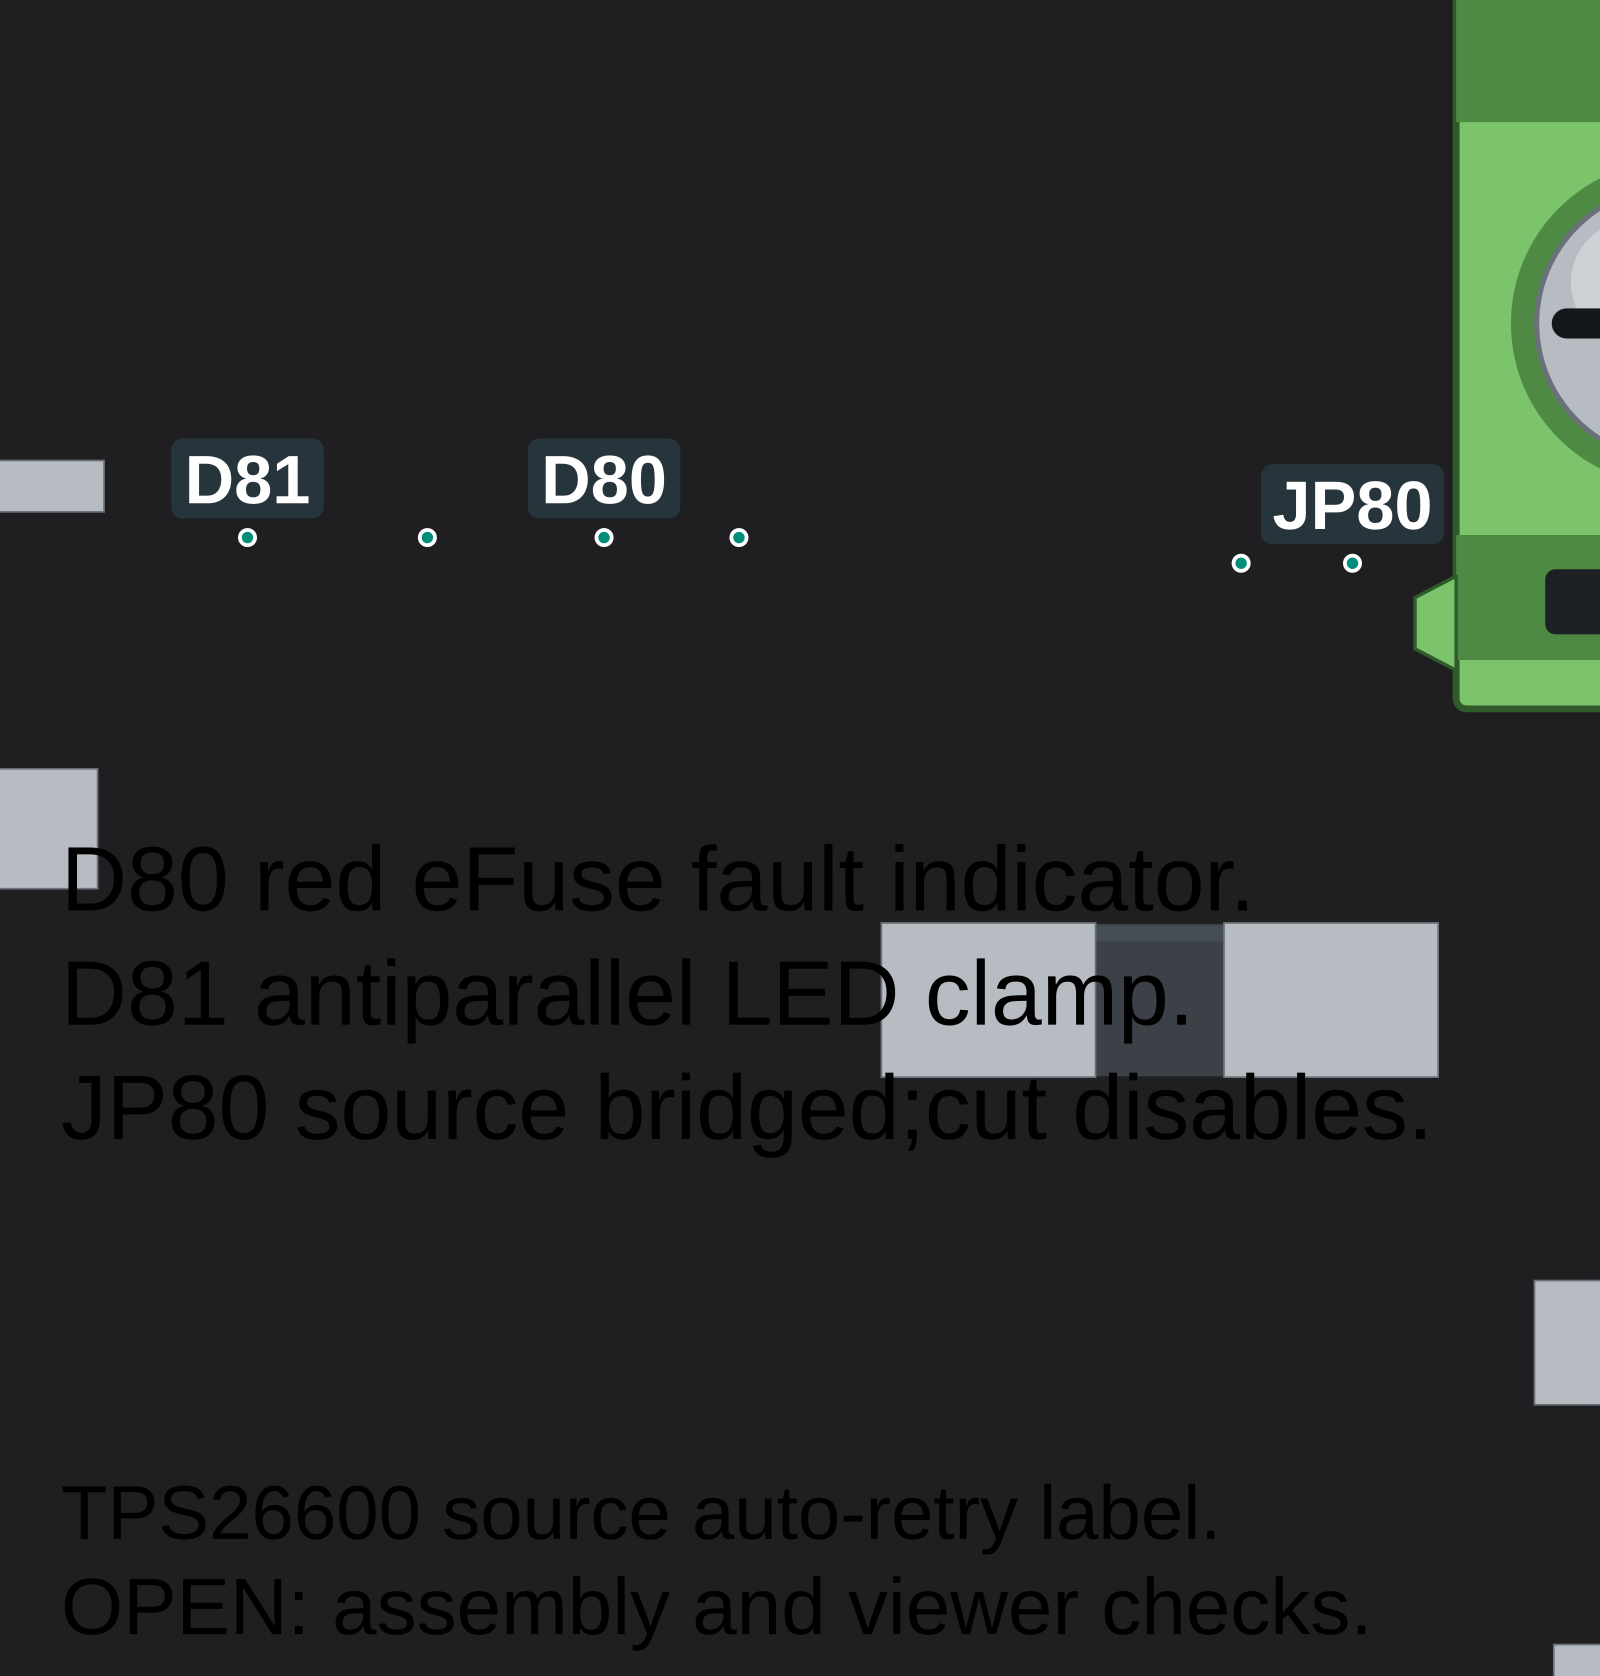 D81
D80
JP80
D80 red eFuse fault indicator.
D81 antiparallel LED clamp.
JP80 source bridged;cut disables.
TPS26600 source auto-retry label.
OPEN: assembly and viewer checks.